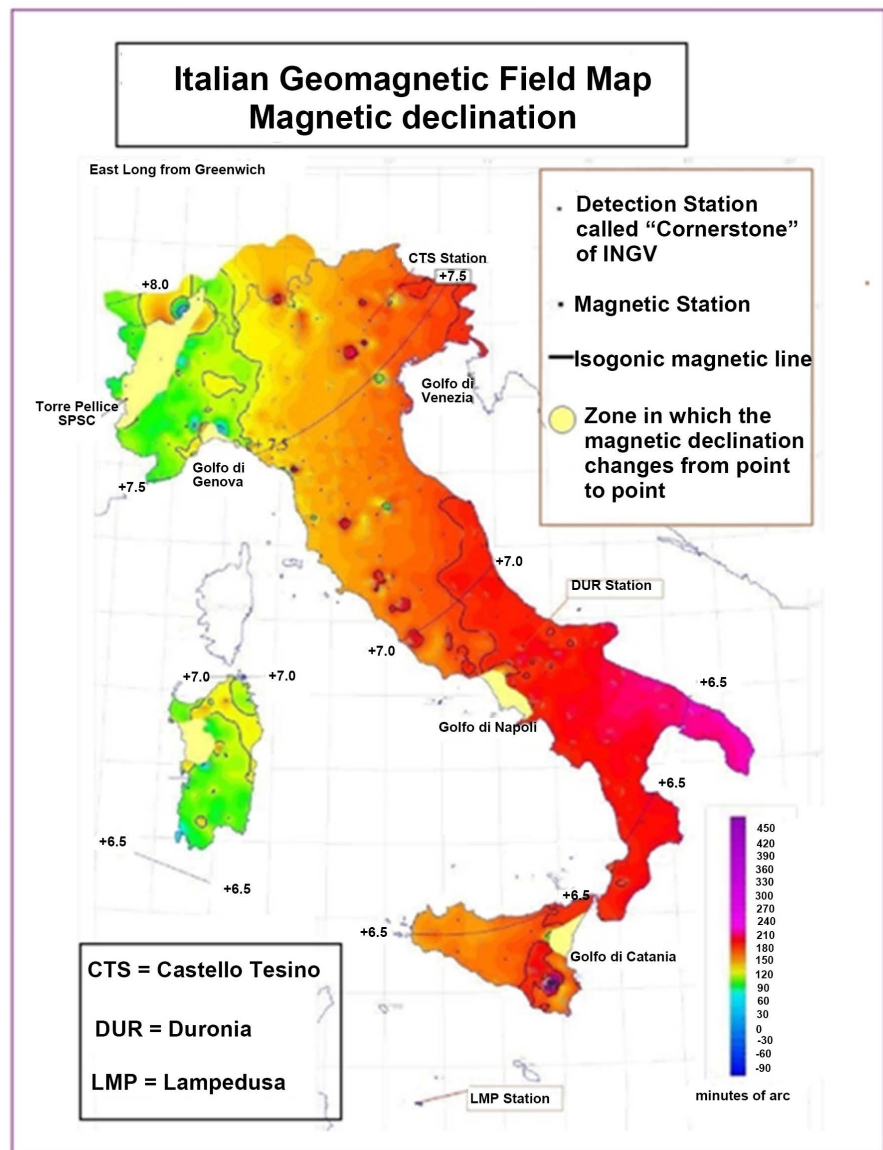 Italian Geomagnetic Field Map
Magnetic declination
East Long from Greenwich
Detection Station
called “Cornerstone”
of INGV
Magnetic Station
Isogonic magnetic line
Zone in which the
magnetic declination
changes from point
to point
CTS Station
+7.5
+8.0
Golfo di
Venezia
Torre Pellice
SPSC
+ 7.5
Golfo di
Genova
+7.5
+7.0
DUR Station
+7.0
+7.0
+7.0
+6.5
Golfo di Napoli
+6.5
+6.5
+6.5
+6.5
+6.5
Golfo di Catania
450
420
390
360
330
300
270
240
210
180
150
120
90
60
30
0
-30
-60
-90
minutes of arc
CTS = Castello Tesino
DUR = Duronia
LMP = Lampedusa
LMP Station